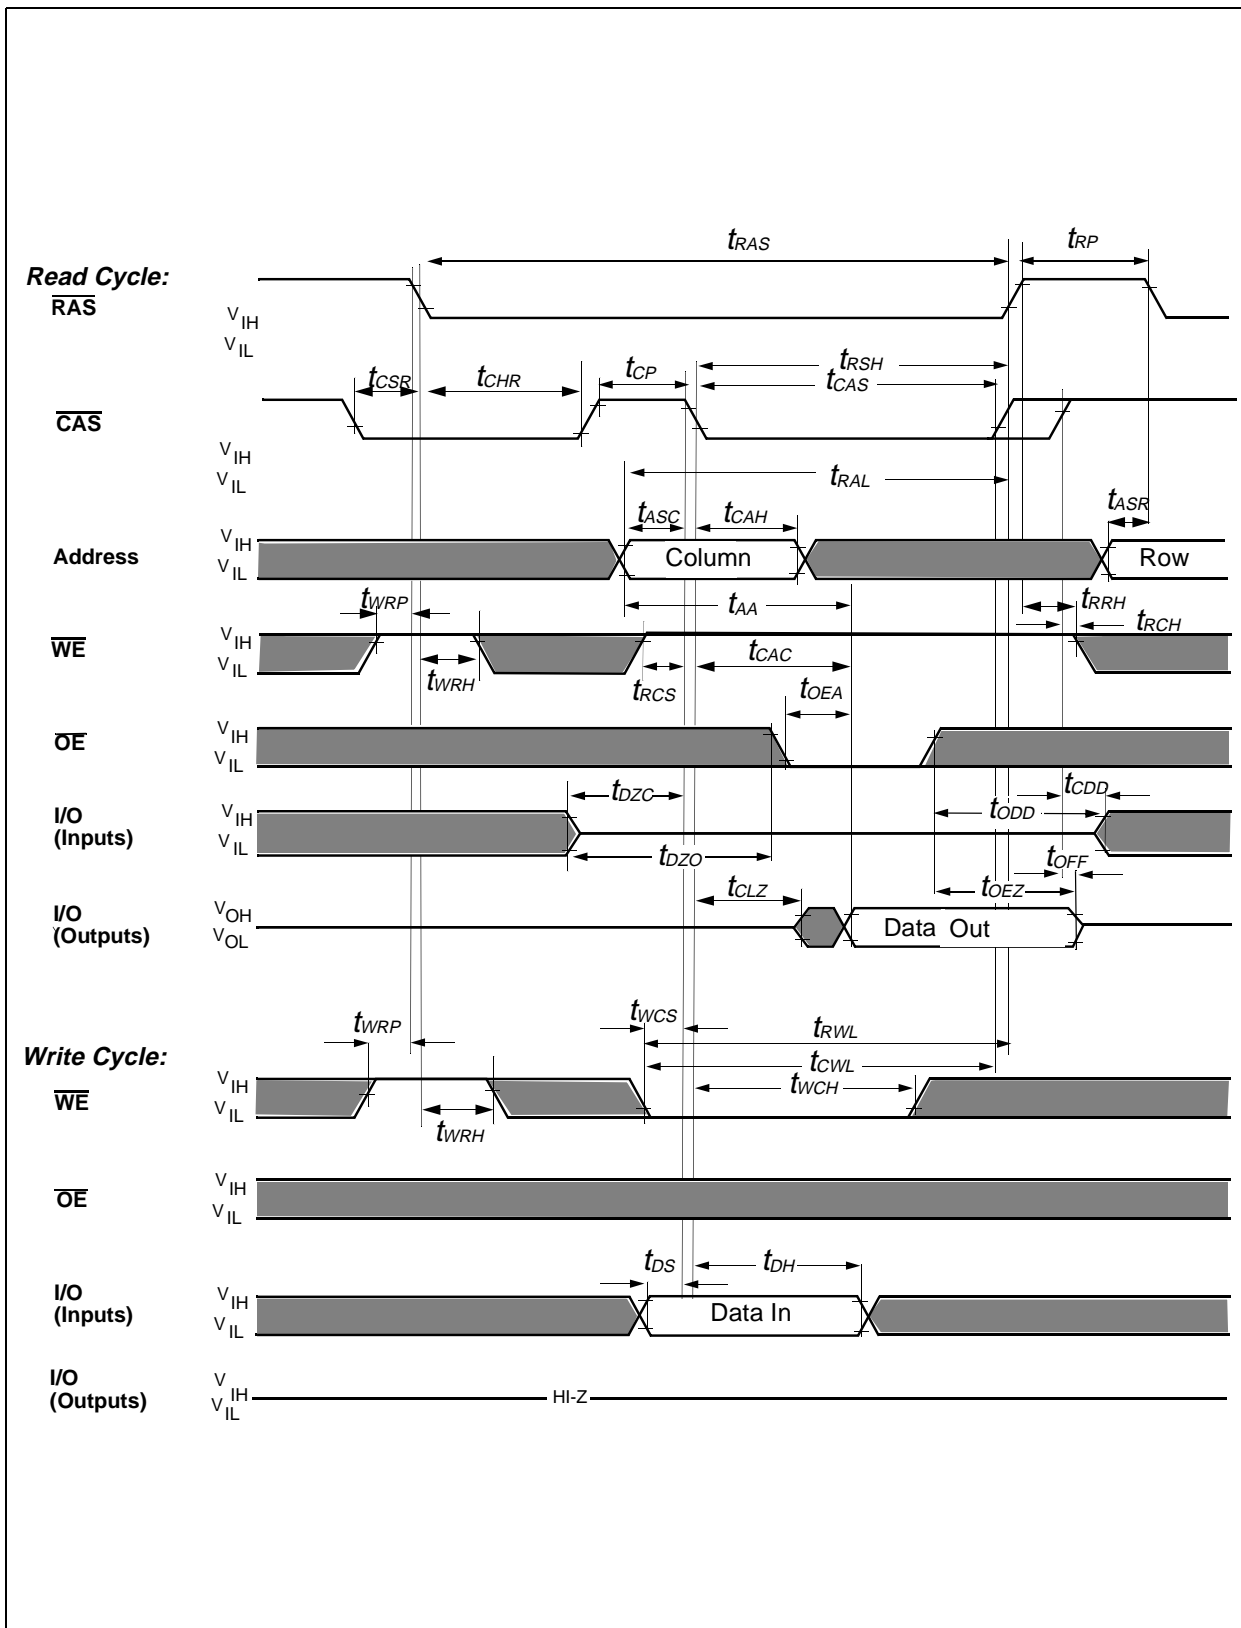 tRAS
tRP
Read Cycle:
RAS
VIH
VIL
tRSH
tCSR
tCHR
tCP
tCAS
CAS
VIH
VIL
tRAL
tASR
tASC
tCAH
Address
VIH
VIL
Column
Row
tWRP
tAA
tRRH
tRCH
WE
VIH
VIL
tWRH
tRCS
tCAC
tOEA
OE
VIH
VIL
tDZC
tCDD
tODD
I/O
(Inputs)
VIH
VIL
tDZO
tOFF
tCLZ
tOEZ
I/O
(Outputs)
VOH
VOL
Data Out
tWCS
tWRP
tRWL
Write Cycle:
tCWL
tWCH
WE
VIH
VIL
tWRH
OE
VIH
VIL
tDS
tDH
I/O
(Inputs)
VIH
VIL
Data In
I/O
(Outputs)
VIH
VIL
HI-Z